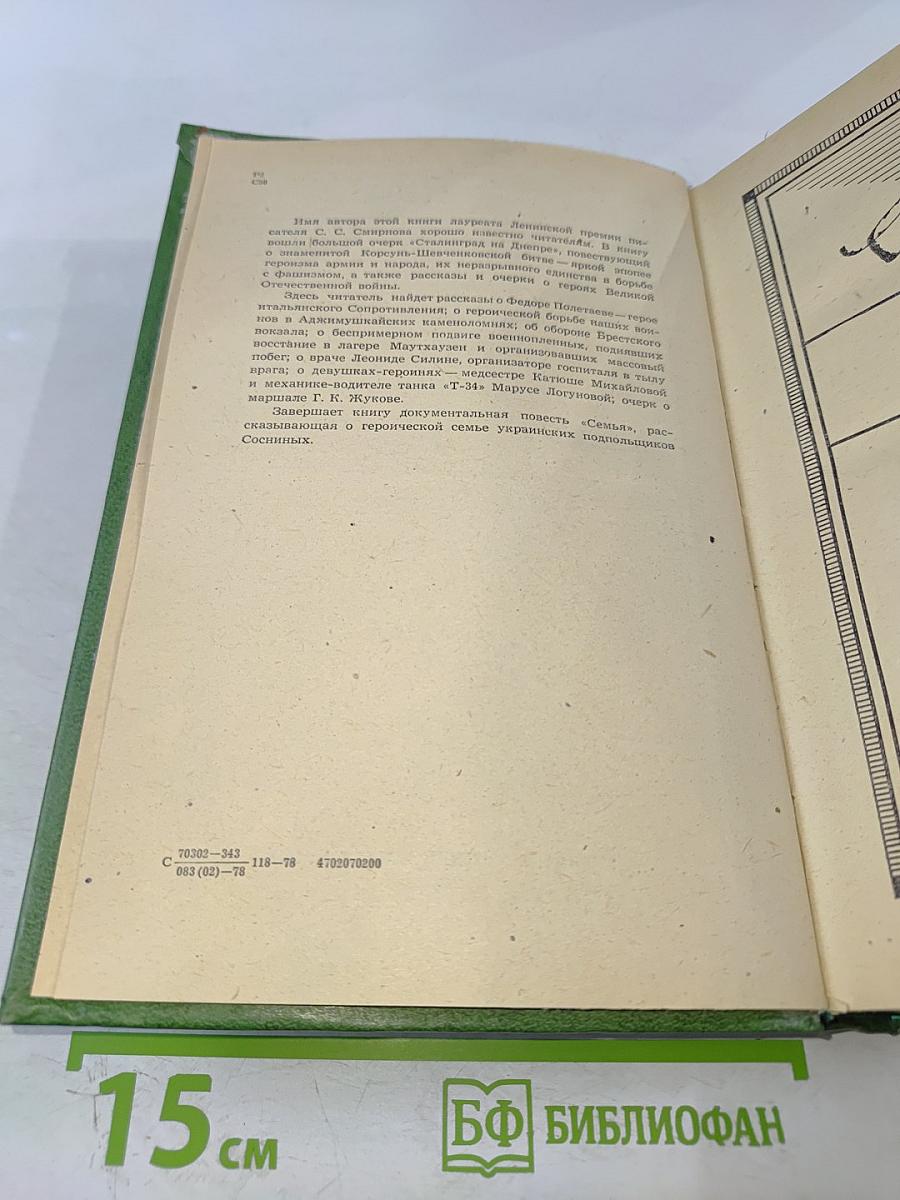 Р2
С50
Имя автора этой книги лауреата Ленинской премии пи-
сателя С. С. Смирнова хорошо известно читателям. В книгу
вошли большой очерк «Сталинград на Днепре», повествующий
о знаменитой Корсунь-Шевченковской битве — яркой эпопее
героизма армии и народа, их неразрывного единства в борьбе
с фашизмом, а также рассказы и очерки о героях Великой
Отечественной войны.
Здесь читатель найдет рассказы о Федоре Полетаеве — герое
итальянского Сопротивления; о героической борьбе наших вои-
нов в Аджимушкайских каменоломнях; об обороне Брестского
вокзала; о беспримерном подвиге военнопленных, поднявших
восстание в лагере Маутхаузен и организовавших массовый
побег; о враче Леониде Силине, организаторе госпиталя в тылу
врага; о девушках-героинях — медсестре Катюше Михайловой
и механике-водителе танка «Т-34» Марусе Логуновой; очерк о
маршале Г. К. Жукове.
Завершает книгу документальная повесть «Семья», рас-
сказывающая о героической семье украинских подпольщиков
Сосниных.
С 70302—343 118—78 4702070200
083 (02)—78
15 см БФ БИБЛИОФАН